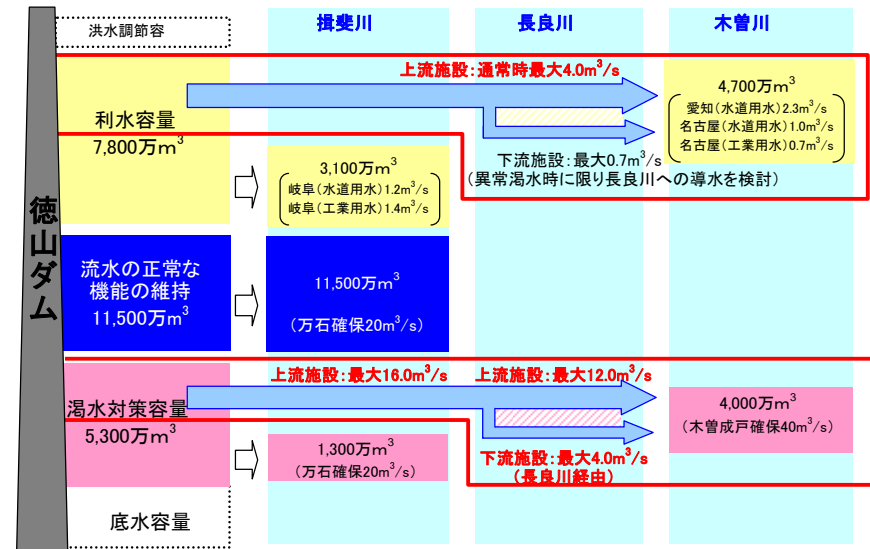 徳山ダム
洪水調節容
揖斐川
長良川
木曽川
上流施設：通常時最大4.0m³/s
利水容量
7,800万m³
4,700万m³
愛知（水道用水）2.3m³/s
名古屋（水道用水）1.0m³/s
名古屋（工業用水）0.7m³/s
下流施設：最大0.7m³/s
（異常渇水時に限り長良川への導水を検討）
3,100万m³
岐阜（水道用水）1.2m³/s
岐阜（工業用水）1.4m³/s
流水の正常な
機能の維持
11,500万m³
11,500万m³
（万石確保20m³/s）
上流施設：最大16.0m³/s
上流施設：最大12.0m³/s
渇水対策容量
5,300万m³
4,000万m³
（木曽成戸確保40m³/s）
1,300万m³
（万石確保20m³/s）
下流施設：最大4.0m³/s
（長良川経由）
底水容量